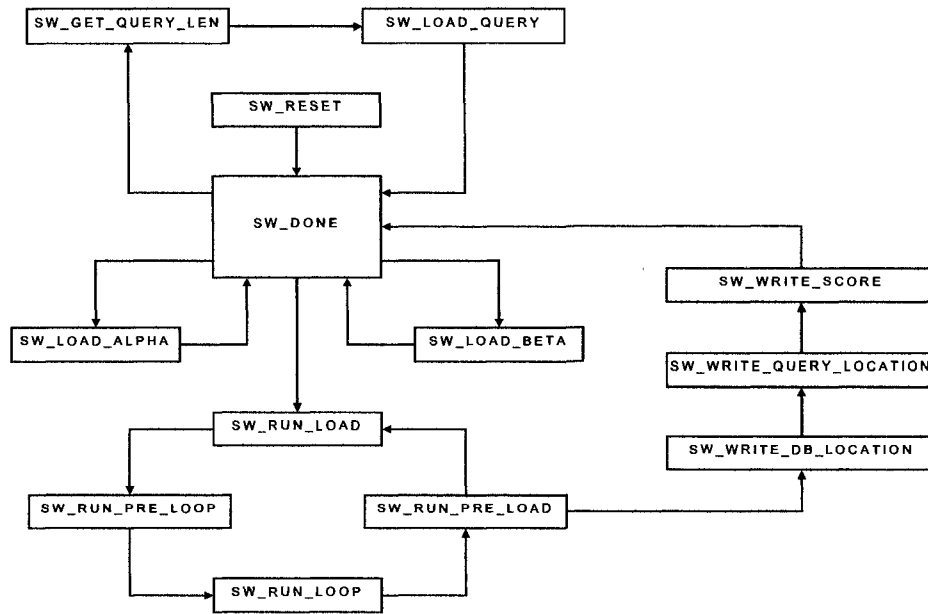 SW_GET_QUERY_LEN
SW_LOAD_QUERY
SW_RESET
SW_DONE
SW_WRITE_SCORE
SW_LOAD_ALPHA
SW_LOAD_BETA
SW_WRITE_QUERY_LOCATION
SW_RUN_LOAD
SW_WRITE_DB_LOCATION
SW_RUN_PRE_LOOP
SW_RUN_PRE_LOAD
SW_RUN_LOOP